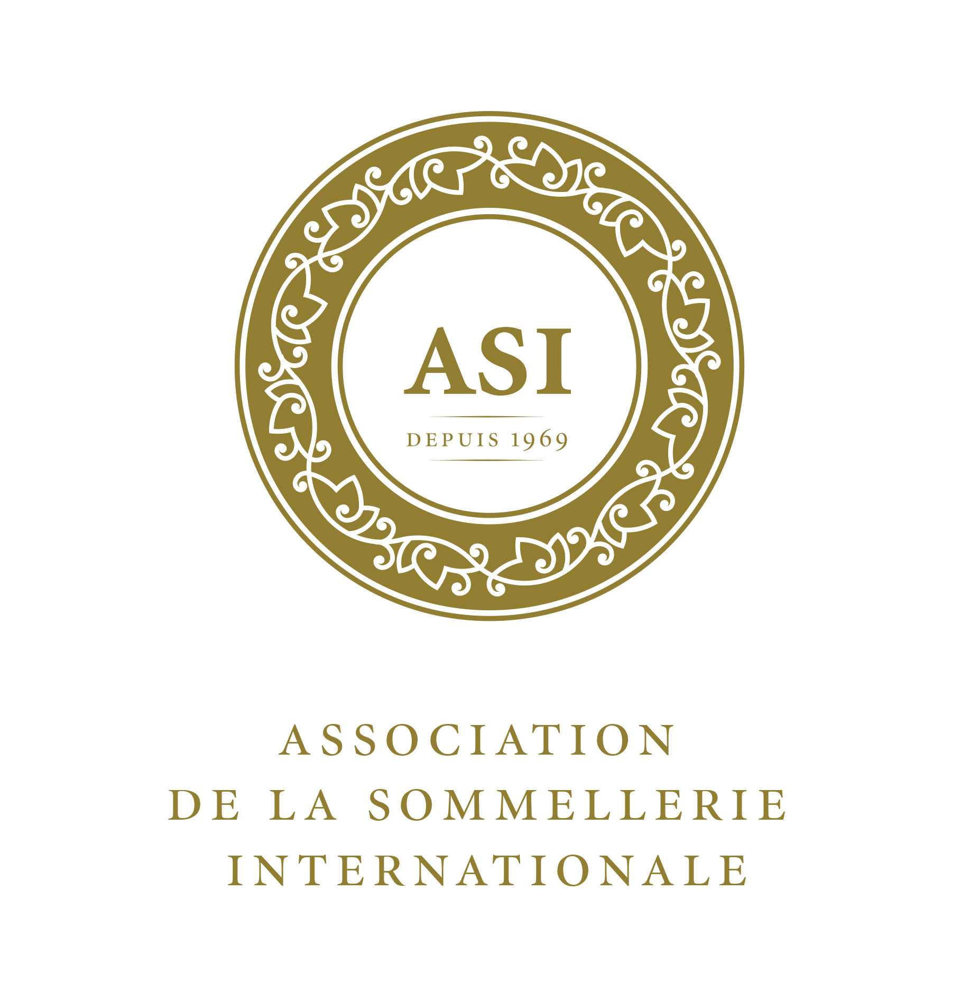 ASI
DEPUIS 1969
ASSOCIATION
DE LA SOMMELLERIE
INTERNATIONALE